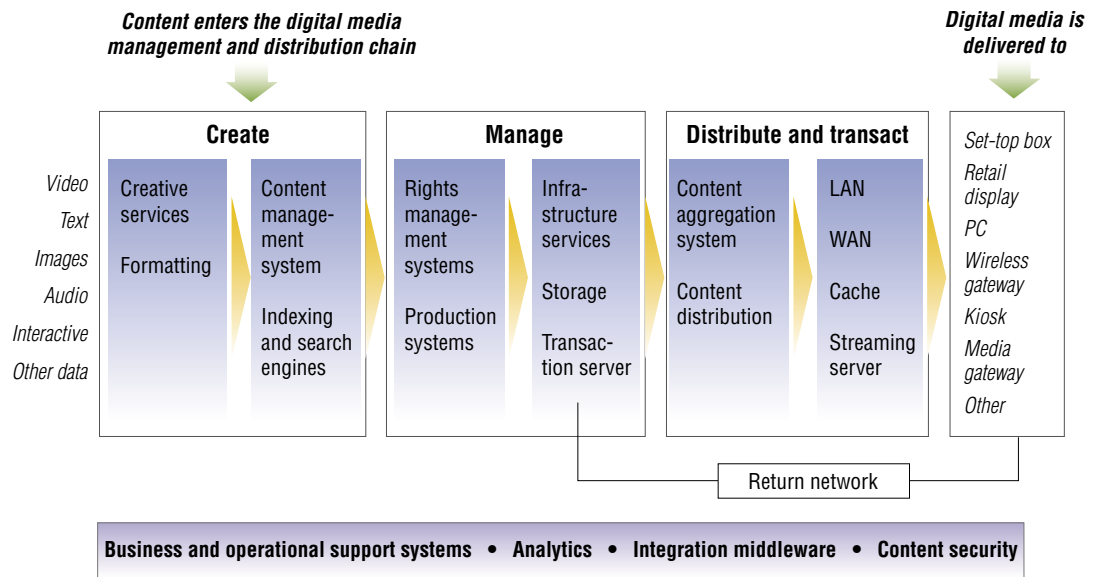 Content enters the digital media
management and distribution chain
Digital media is
delivered to
Video
Text
Images
Audio
Interactive
Other data
Create
Creative
services
Formatting
Content
manage-
ment
system
Indexing
and search
engines
Manage
Rights
manage-
ment
systems
Production
systems
Infra-
structure
services
Storage
Transac-
tion server
Distribute and transact
Content
aggregation
system
Content
distribution
LAN
WAN
Cache
Streaming
server
Set-top box
Retail
display
PC
Wireless
gateway
Kiosk
Media
gateway
Other
Return network
Business and operational support systems • Analytics • Integration middleware • Content security